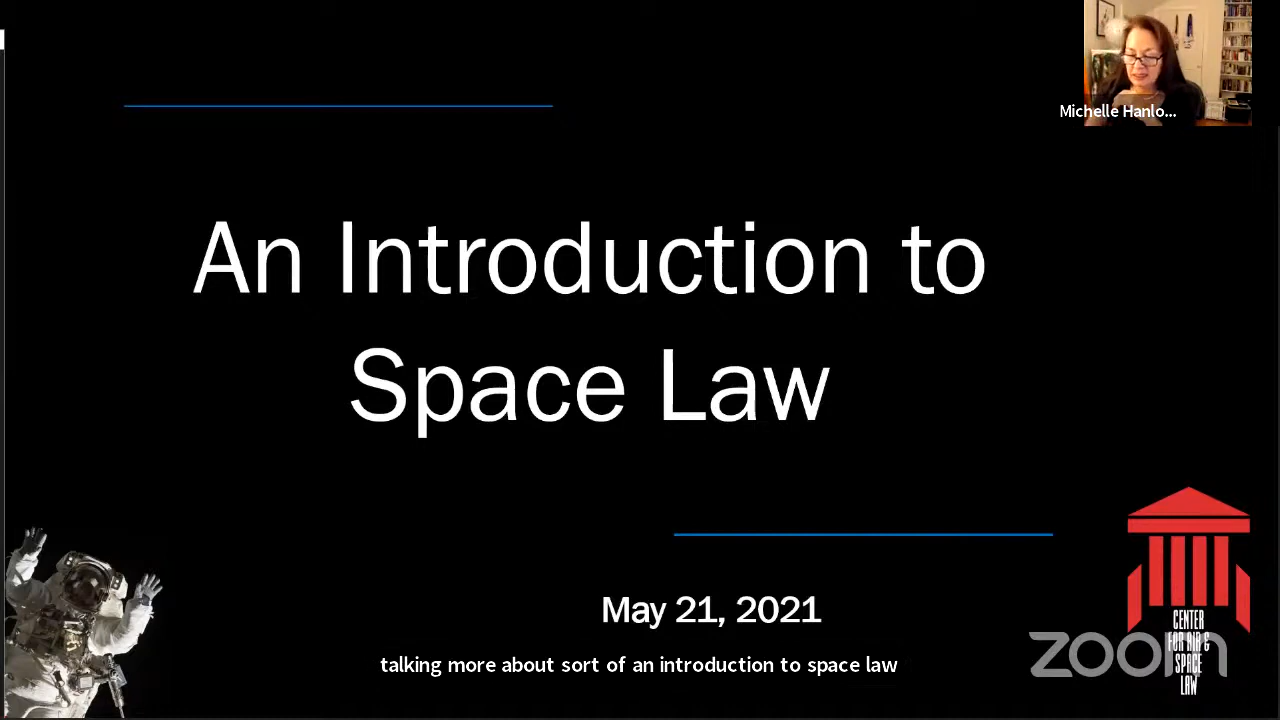 Michelle Hanlo...
An Introduction to
Space Law
May 21, 2021
talking more about sort of an introduction to space law
zoom
CENTER
FOR AIR &
SPACE
LAW